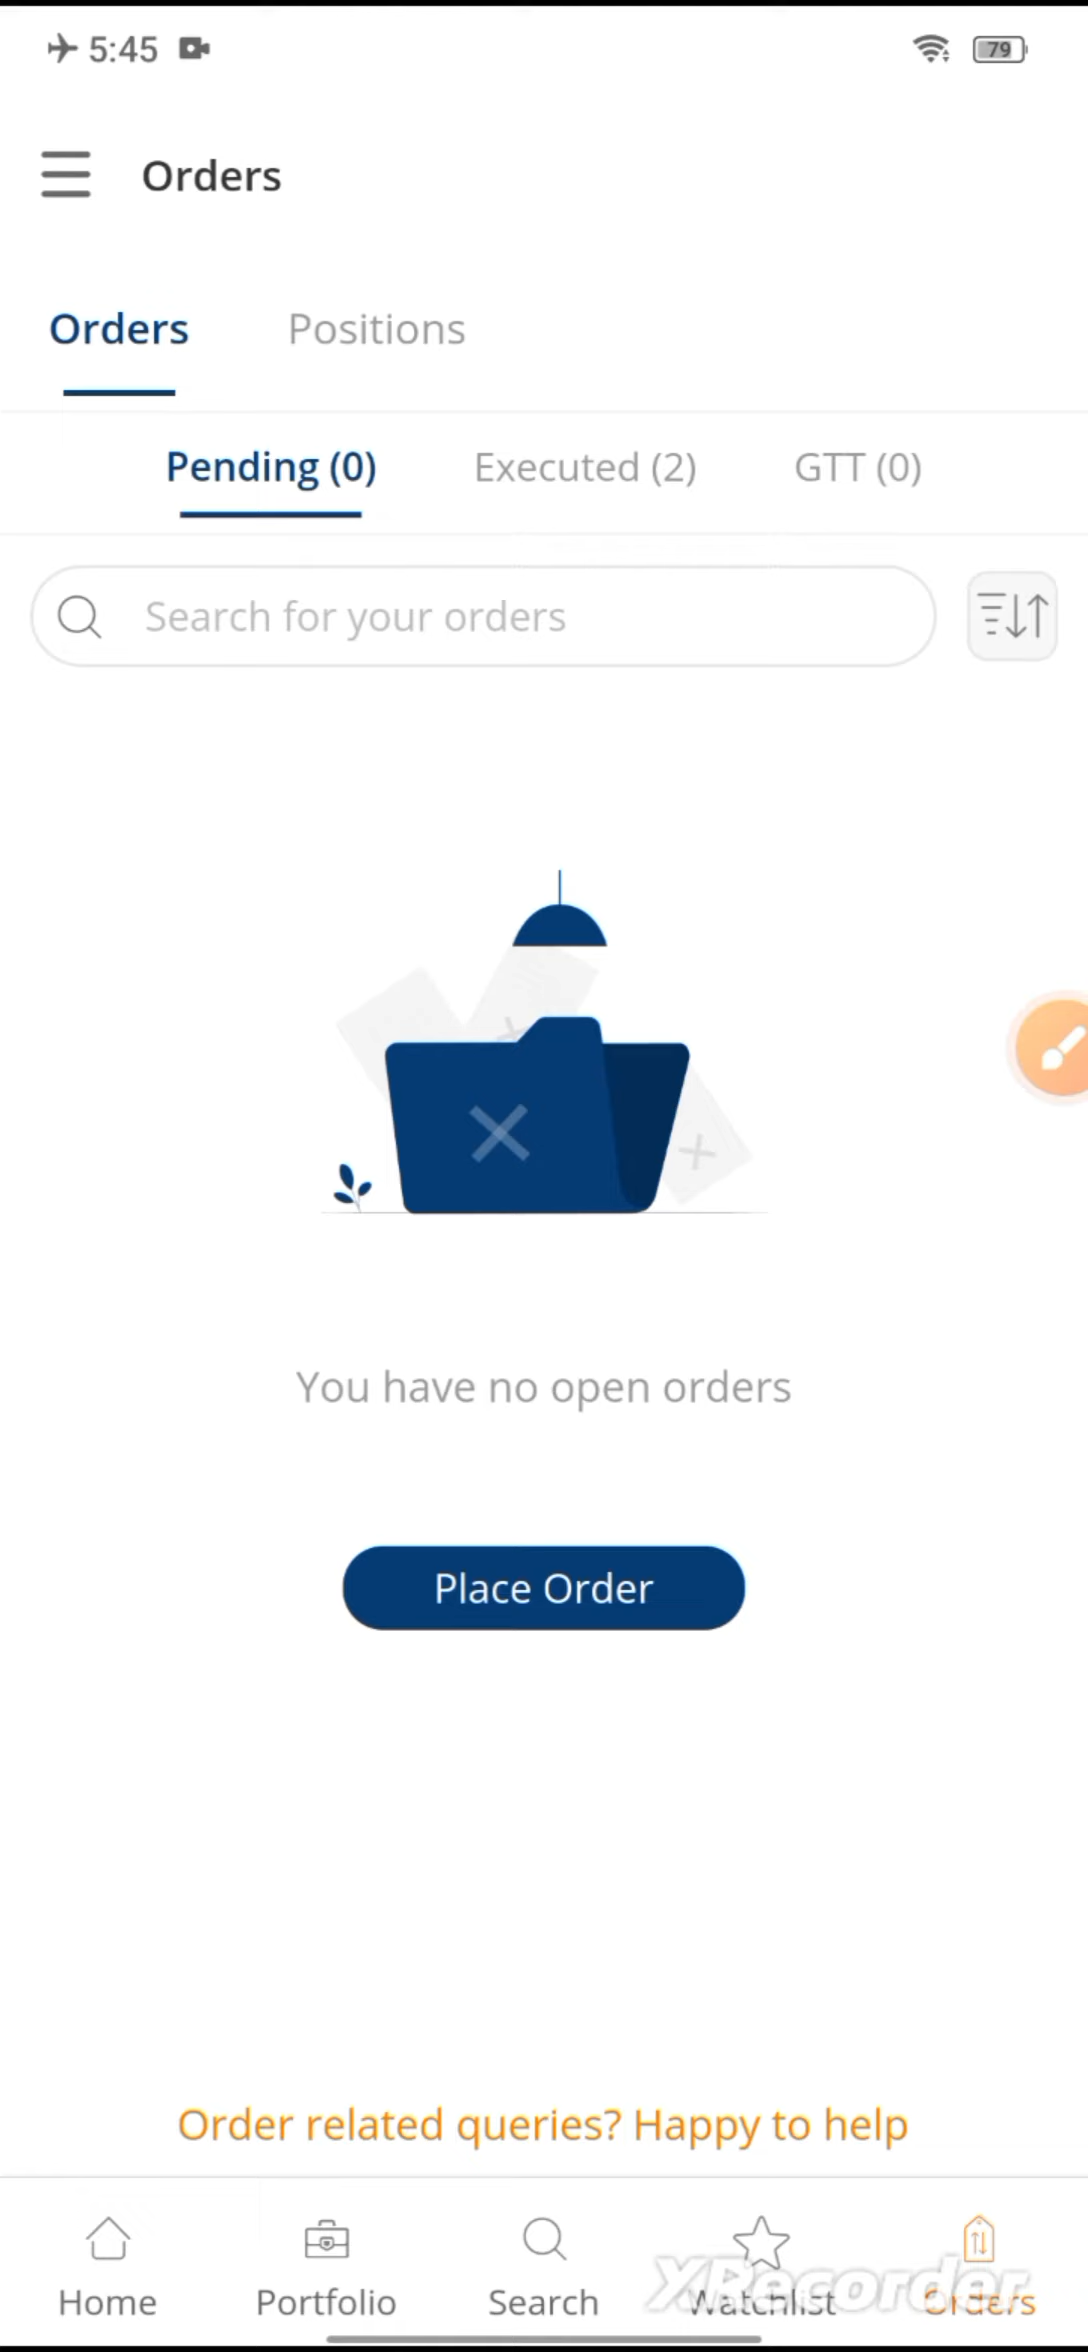 5:45
79
Orders
Orders Positions
Pending (0) Executed (2) GTT (0)
Search for your orders
You have no open orders
Place Order
Order related queries? Happy to help
Home Portfolio Search Watchlist Orders
XRecorder